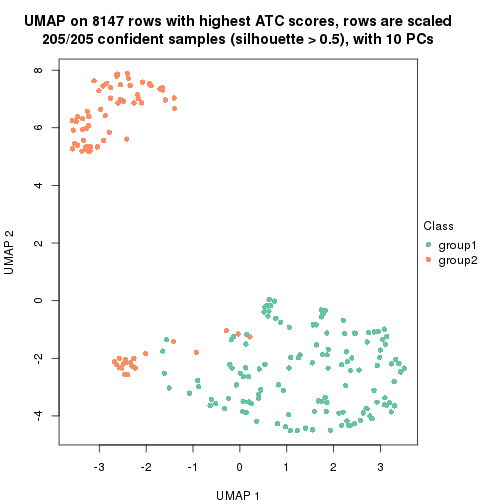 UMAP on 8147 rows with highest ATC scores, rows are scaled
205/205 confident samples (silhouette > 0.5), with 10 PCs
8
6
4
2
0
-2
-4
UMAP 2
-3
-2
-1
0
1
2
3
UMAP 1
Class
group1
group2